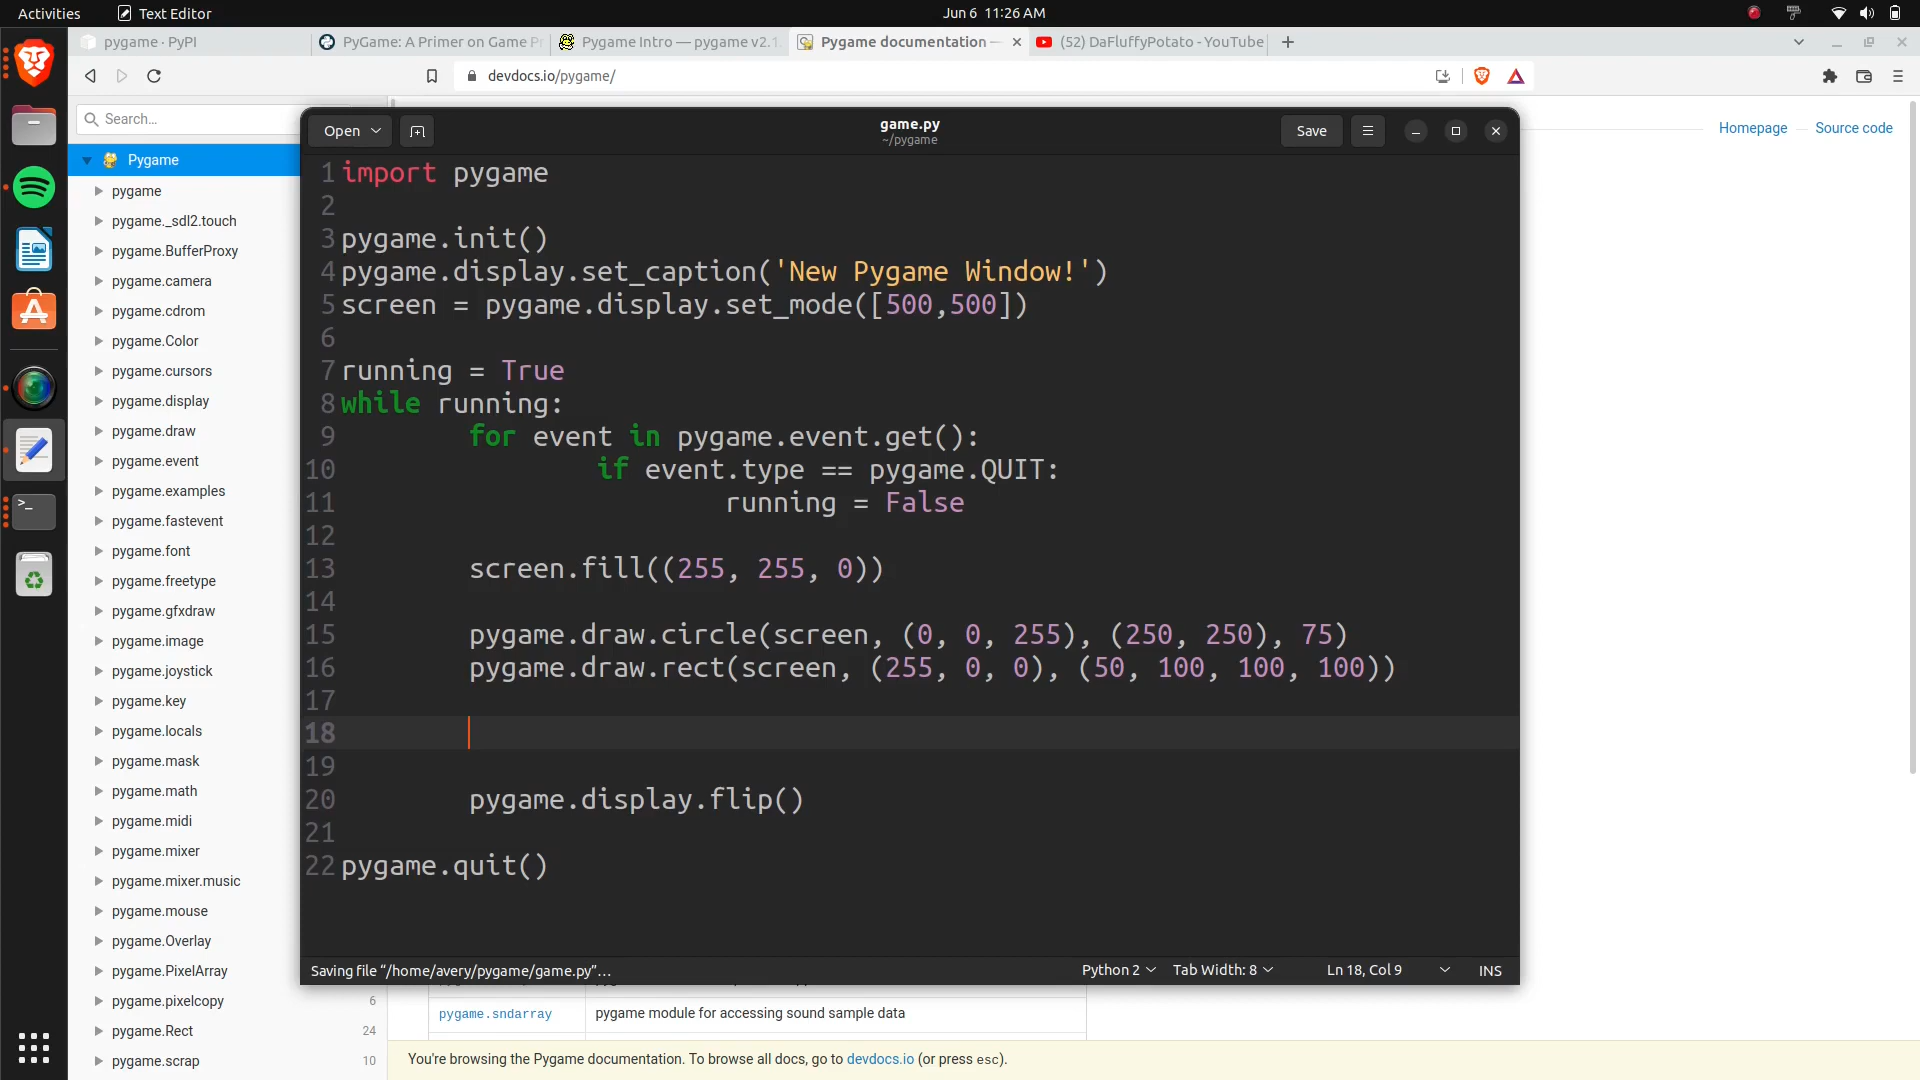 Activities
Text Editor
Jun 6 11:26 AM
pygame · PyPI
PyGame: A Primer on Game Pr
Pygame Intro — pygame v2.1.
Pygame documentation —
(52) DaFluffyPotato - YouTube
devdocs.io/pygame/
Search...
Homepage
Source code
Pygame
pygame
pygame._sdl2.touch
pygame.BufferProxy
pygame.camera
pygame.cdrom
pygame.Color
pygame.cursors
pygame.display
pygame.draw
pygame.event
pygame.examples
pygame.fastevent
pygame.font
pygame.freetype
pygame.gfxdraw
pygame.image
pygame.joystick
pygame.key
pygame.locals
pygame.mask
pygame.math
pygame.midi
pygame.mixer
pygame.mixer.music
pygame.mouse
pygame.Overlay
pygame.PixelArray
pygame.pixelcopy 6
pygame.Rect 24
pygame.scrap 10
Open
game.py
~/pygame
Save
1 import pygame
2
3 pygame.init()
4 pygame.display.set_caption('New Pygame Window!')
5 screen = pygame.display.set_mode([500,500])
6
7 running = True
8 while running:
9 for event in pygame.event.get():
10 if event.type == pygame.QUIT:
11 running = False
12
13 screen.fill((255, 255, 0))
14
15 pygame.draw.circle(screen, (0, 0, 255), (250, 250), 75)
16 pygame.draw.rect(screen, (255, 0, 0), (50, 100, 100, 100))
17
18
19
20 pygame.display.flip()
21
22 pygame.quit()
Saving file “/home/avery/pygame/game.py”...
Python 2
Tab Width: 8
Ln 18, Col 9
INS
pygame.sndarray
pygame module for accessing sound sample data
You're browsing the Pygame documentation. To browse all docs, go to devdocs.io (or press esc).